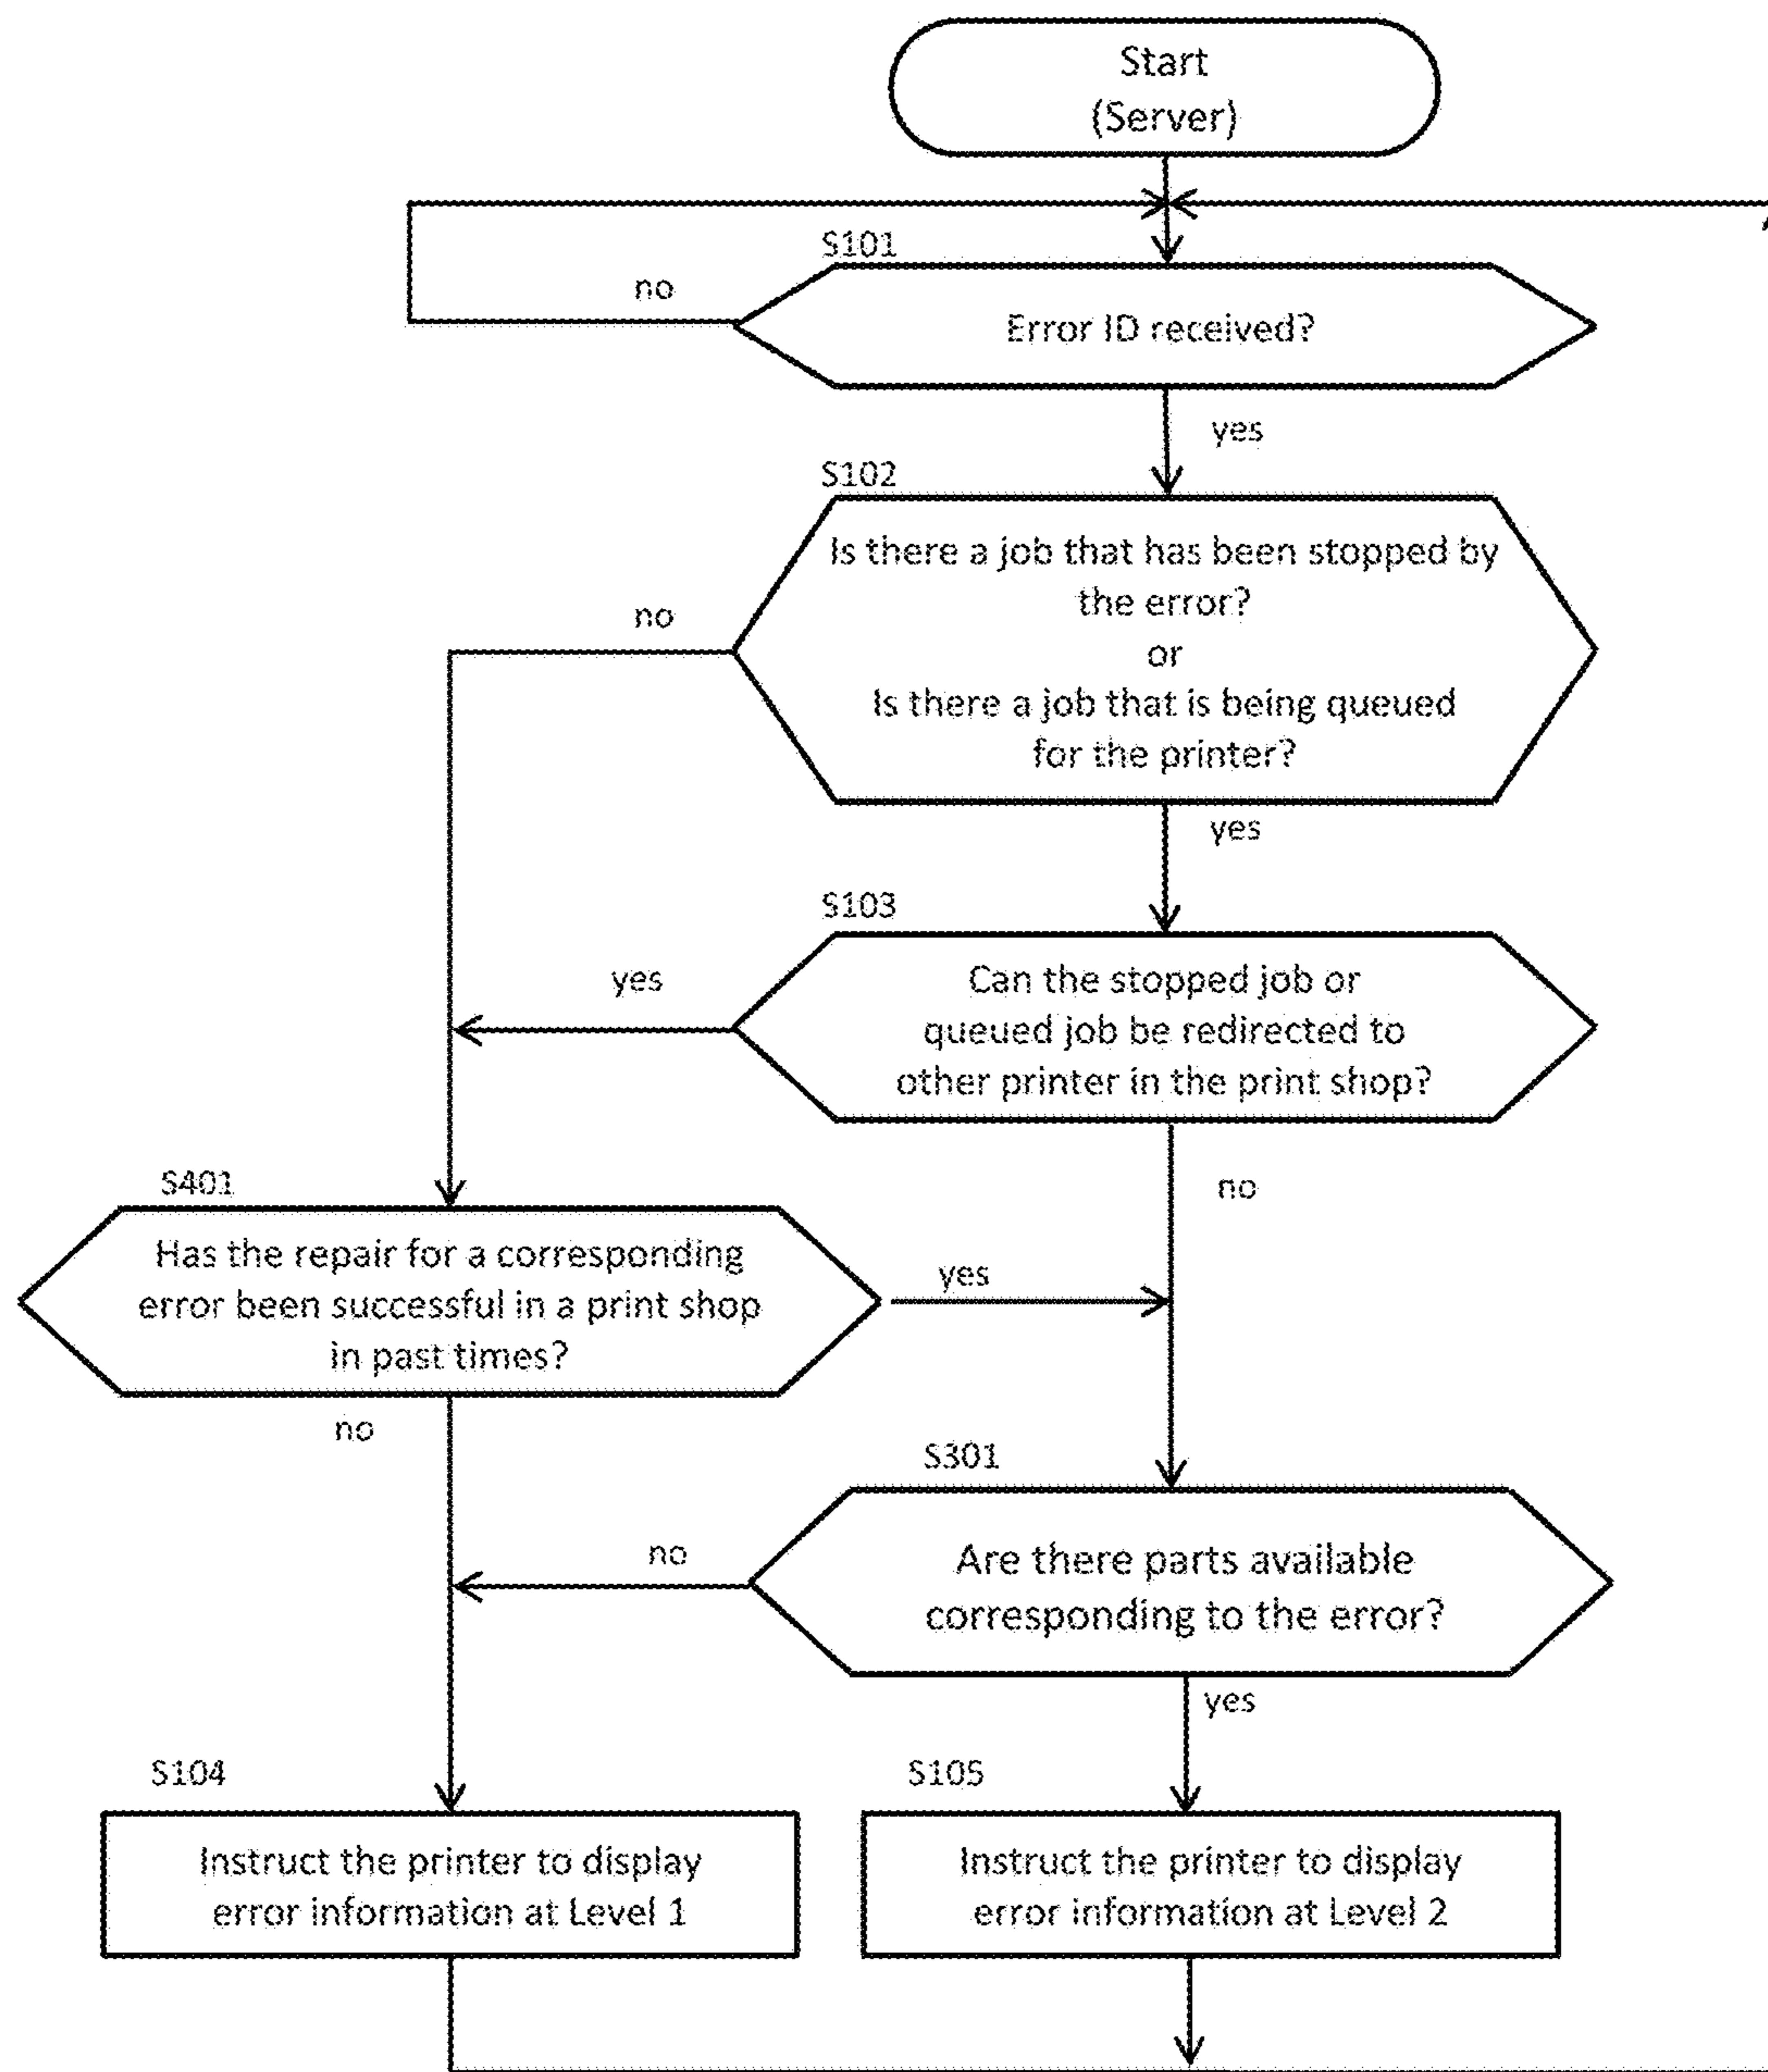 Start
(Server)
S101
no
Error ID received?
yes
S102
Is there a job that has been stopped by
the error?
or
Is there a job that is being queued
for the printer?
no
yes
S103
Can the stopped job or
queued job be redirected to
other printer in the print shop?
yes
no
S401
Has the repair for a corresponding
error been successful in a print shop
in past times?
yes
no
S301
Are there parts available
corresponding to the error?
no
yes
S104
Instruct the printer to display
error information at Level 1
S105
Instruct the printer to display
error information at Level 2